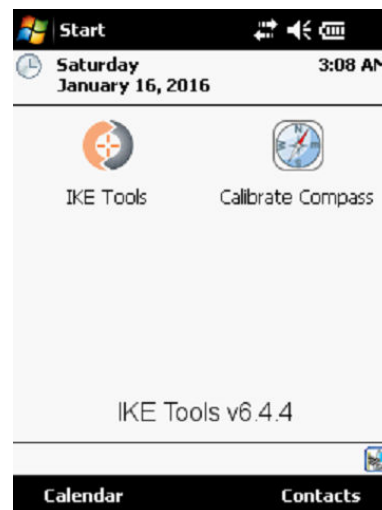 Start
Saturday 3:08 AM
January 16, 2016
IKE Tools Calibrate Compass
IKE Tools v6.4.4
Calendar Contacts